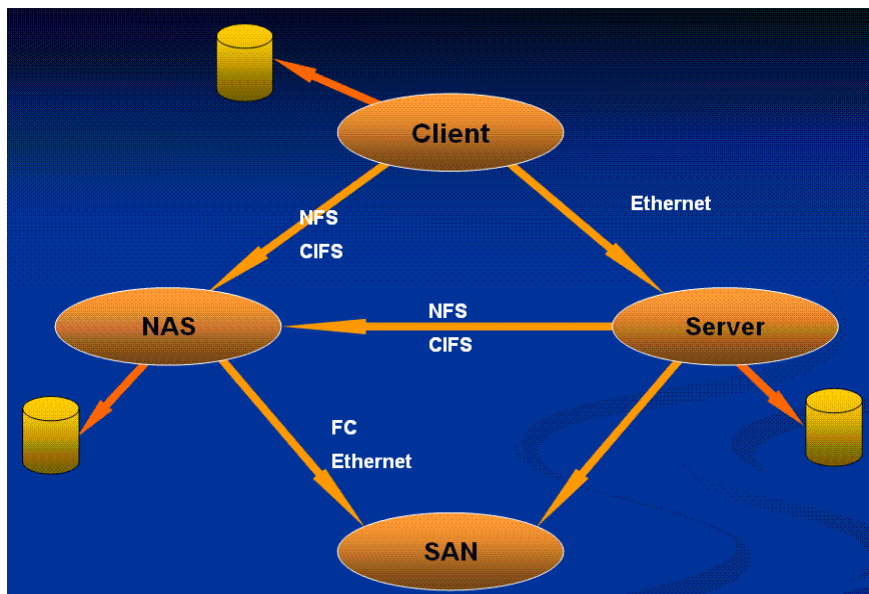 Client
Ethernet
NFS
CIFS
NAS
NFS
CIFS
Server
FC
Ethernet
SAN